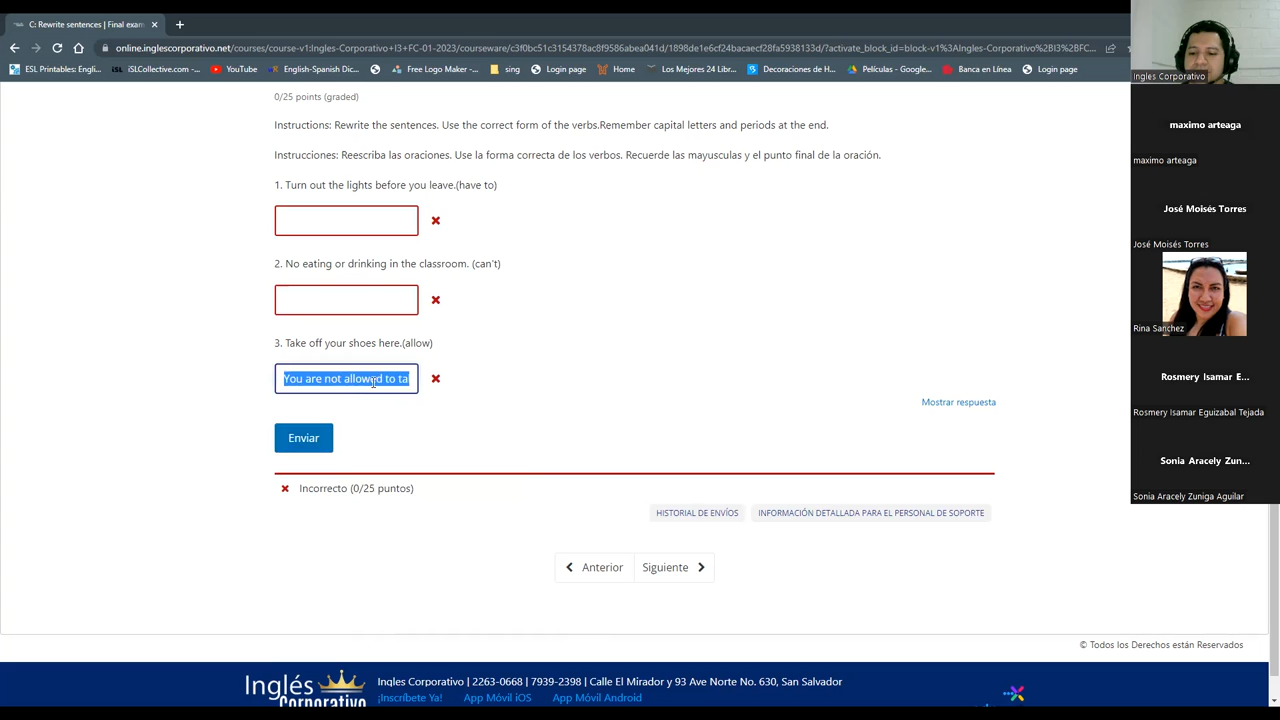 C: Rewrite sentences | Final exam
online.inglescorporativo.net/courses/course-v1:Ingles-Corporativo+I3+FC-01-2023/courseware/c3f0bc51c3154378ac8f9586abea041d/1898de1e6cf24bacaecf28fa5938133d/?activate_block_id=block-v1%3AIngles-Corporativo%2BI3%2BFC...
ESL Printables: Engli...
iSLCollective.com -...
YouTube
English-Spanish Dic...
Free Logo Maker -...
sing
Login page
Home
Los Mejores 24 Libr...
Decoraciones de H...
Películas - Google...
Banca en Línea
Login page
0/25 points (graded)
Instructions: Rewrite the sentences. Use the correct form of the verbs.Remember capital letters and periods at the end.
Instrucciones: Reescriba las oraciones. Use la forma correcta de los verbos. Recuerde las mayusculas y el punto final de la oración.
1. Turn out the lights before you leave.(have to)
2. No eating or drinking in the classroom. (can't)
3. Take off your shoes here.(allow)
You are not allowed to ta
Mostrar respuesta
Enviar
Incorrecto (0/25 puntos)
HISTORIAL DE ENVÍOS
INFORMACIÓN DETALLADA PARA EL PERSONAL DE SOPORTE
Anterior
Siguiente
© Todos los Derechos están Reservados
Inglés
Corporativo
Ingles Corporativo | 2263-0668 | 7939-2398 | Calle El Mirador y 93 Ave Norte No. 630, San Salvador
¡Inscríbete Ya!
App Móvil iOS
App Móvil Android
Ingles Corporativo
maximo arteaga
maximo arteaga
José Moisés Torres
José Moisés Torres
Rina Sanchez
Rosmery Isamar E...
Rosmery Isamar Eguizabal Tejada
Sonia Aracely Zun...
Sonia Aracely Zuniga Aguilar